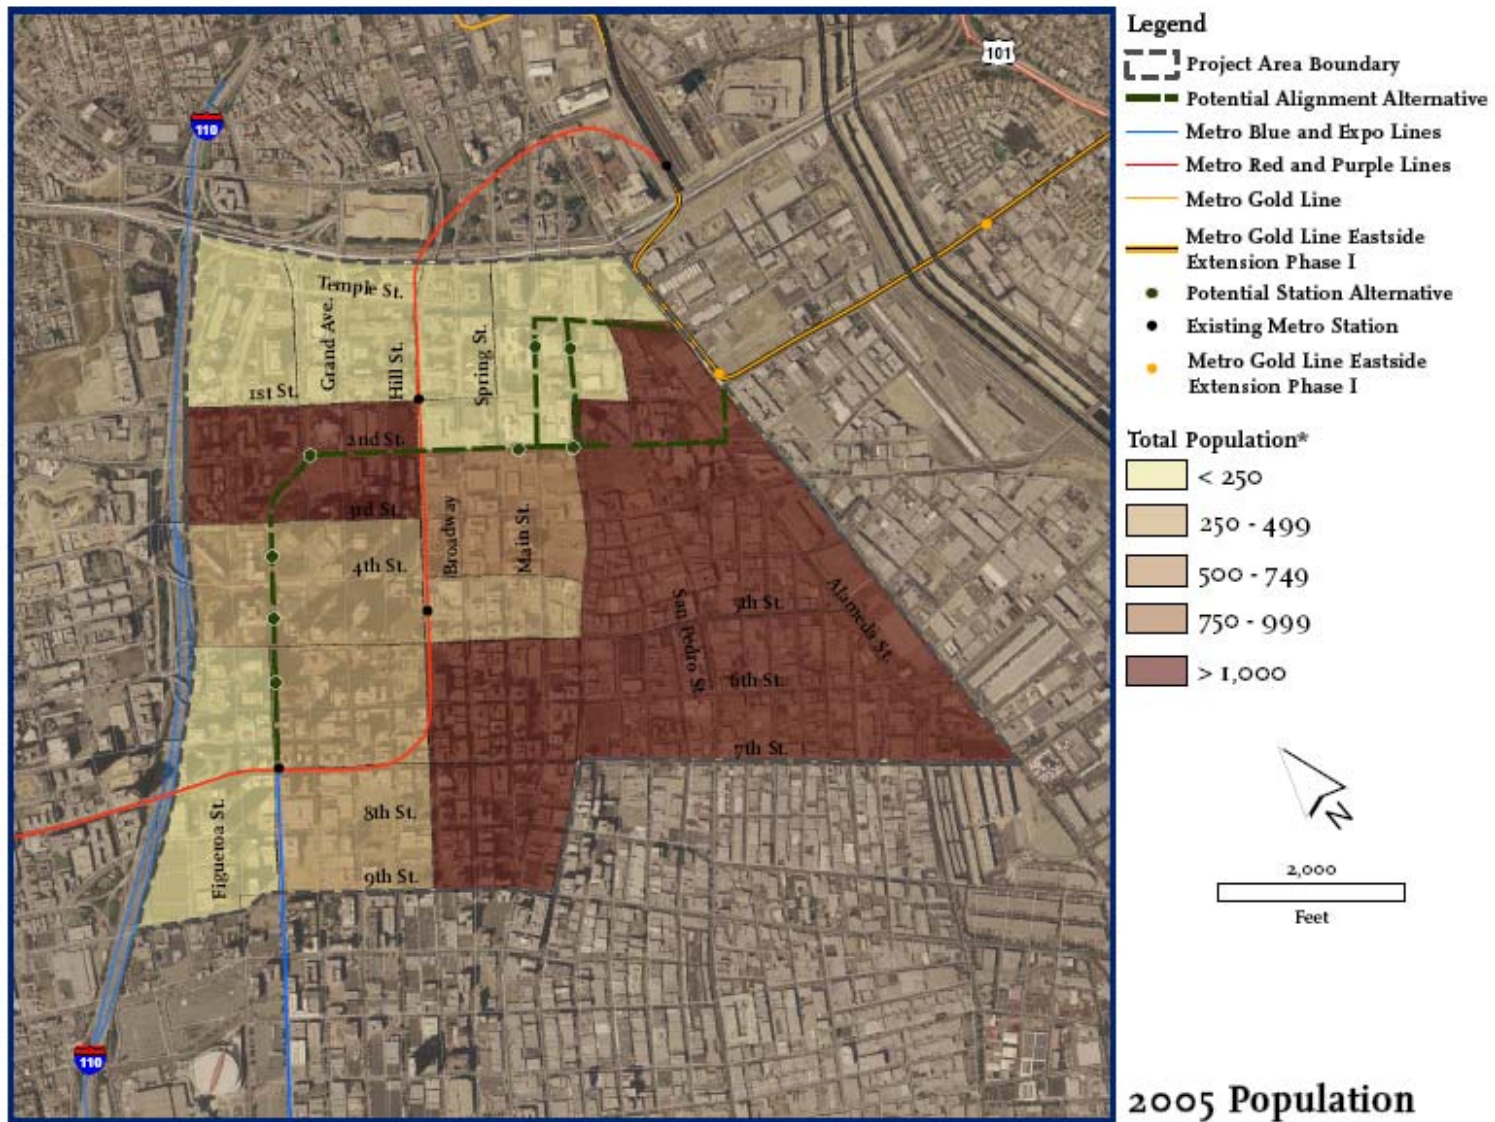 110
101
Temple St.
Grand Ave.
Hill St.
Spring St.
1st St.
2nd St.
3rd St.
Broadway
Main St.
4th St.
San Pedro St.
5th St.
Alameda St.
6th St.
7th St.
Figueroa St.
8th St.
9th St.
110
Legend
Project Area Boundary
Potential Alignment Alternative
Metro Blue and Expo Lines
Metro Red and Purple Lines
Metro Gold Line
Metro Gold Line Eastside
Extension Phase I
Potential Station Alternative
Existing Metro Station
Metro Gold Line Eastside
Extension Phase I
Total Population*
< 250
250 - 499
500 - 749
750 - 999
> 1,000
N
2,000
Feet
2005 Population